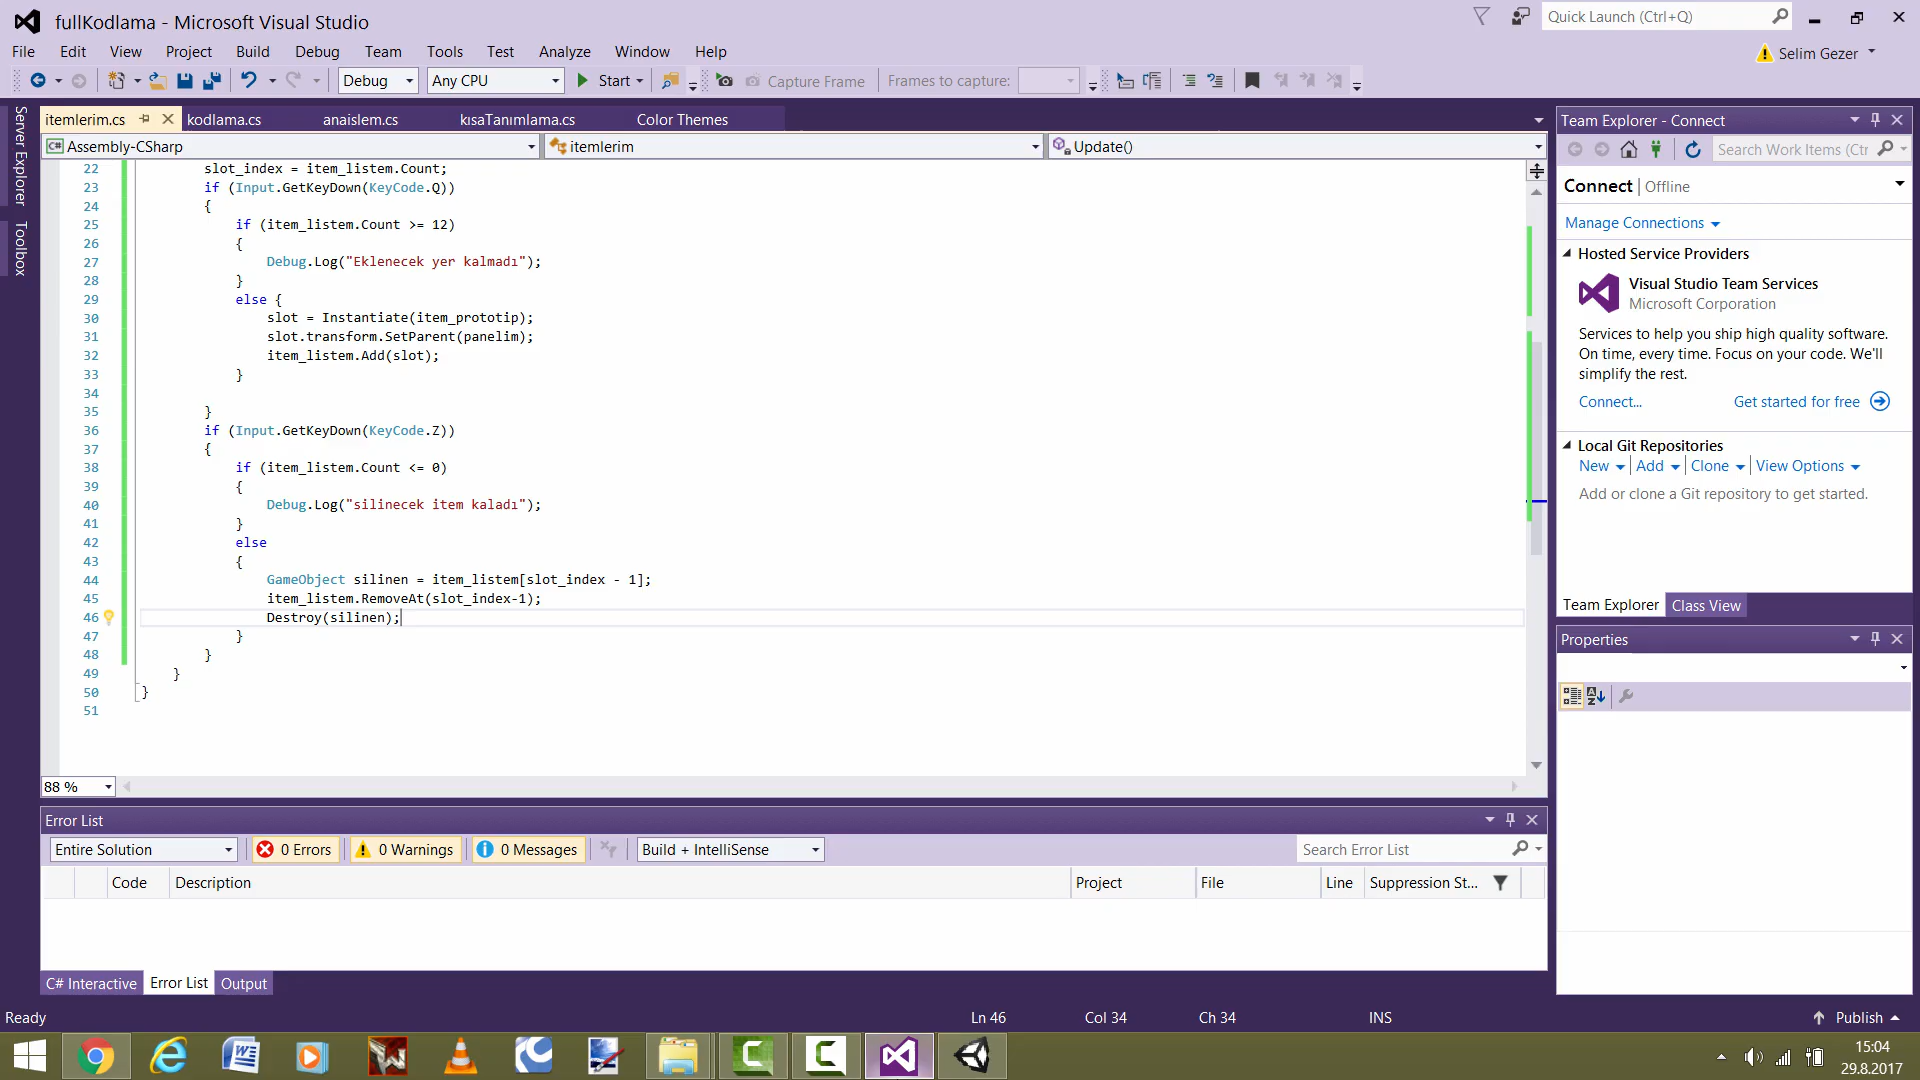 fullKodlama - Microsoft Visual Studio
Quick Launch (Ctrl+Q)
File Edit View Project Build Debug Team Tools Test Analyze Window Help
Selim Gezer
Debug Any CPU Start Capture Frame Frames to capture:
Server Explorer
Toolbox
itemlerim.cs kodlama.cs anaislem.cs kısaTanımlama.cs Color Themes
C# Assembly-CSharp itemlerim Update()
22 slot_index = item_listem.Count;
23 if (Input.GetKeyDown(KeyCode.Q))
24 {
25 if (item_listem.Count >= 12)
26 {
27 Debug.Log("Eklenecek yer kalmadı");
28 }
29 else {
30 slot = Instantiate(item_prototip);
31 slot.transform.SetParent(panelim);
32 item_listem.Add(slot);
33 }
34
35 }
36 if (Input.GetKeyDown(KeyCode.Z))
37 {
38 if (item_listem.Count <= 0)
39 {
40 Debug.Log("silinecek item kaladı");
41 }
42 else
43 {
44 GameObject silinen = item_listem[slot_index - 1];
45 item_listem.RemoveAt(slot_index-1);
46 Destroy(silinen);
47 }
48 }
49 }
50 }
51
88 %
Error List
Entire Solution 0 Errors 0 Warnings 0 Messages Build + IntelliSense Search Error List
Code Description Project File Line Suppression St...
C# Interactive Error List Output
Team Explorer - Connect
Search Work Items (Ctr
Connect | Offline
Manage Connections
Hosted Service Providers
Visual Studio Team Services
Microsoft Corporation
Services to help you ship high quality software.
On time, every time. Focus on your code. We'll
simplify the rest.
Connect... Get started for free
Local Git Repositories
New Add Clone View Options
Add or clone a Git repository to get started.
Team Explorer Class View
Properties
Ready Ln 46 Col 34 Ch 34 INS Publish
15:04
29.8.2017